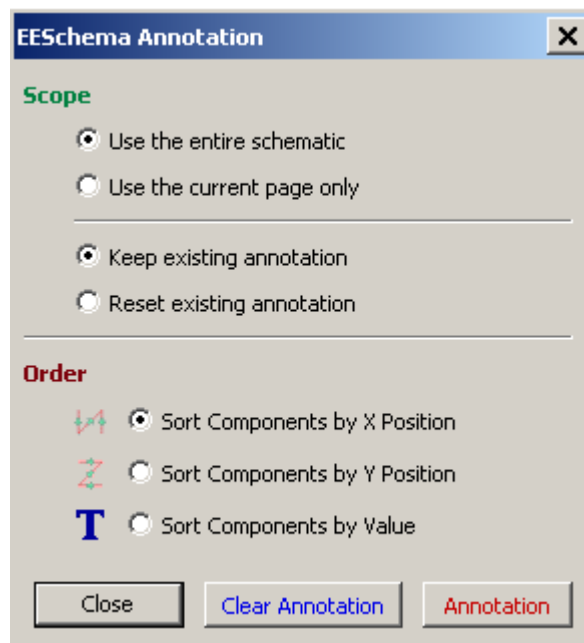 EESchema Annotation
Scope
Use the entire schematic
Use the current page only
Keep existing annotation
Reset existing annotation
Order
Sort Components by X Position
Sort Components by Y Position
T Sort Components by Value
Close Clear Annotation Annotation